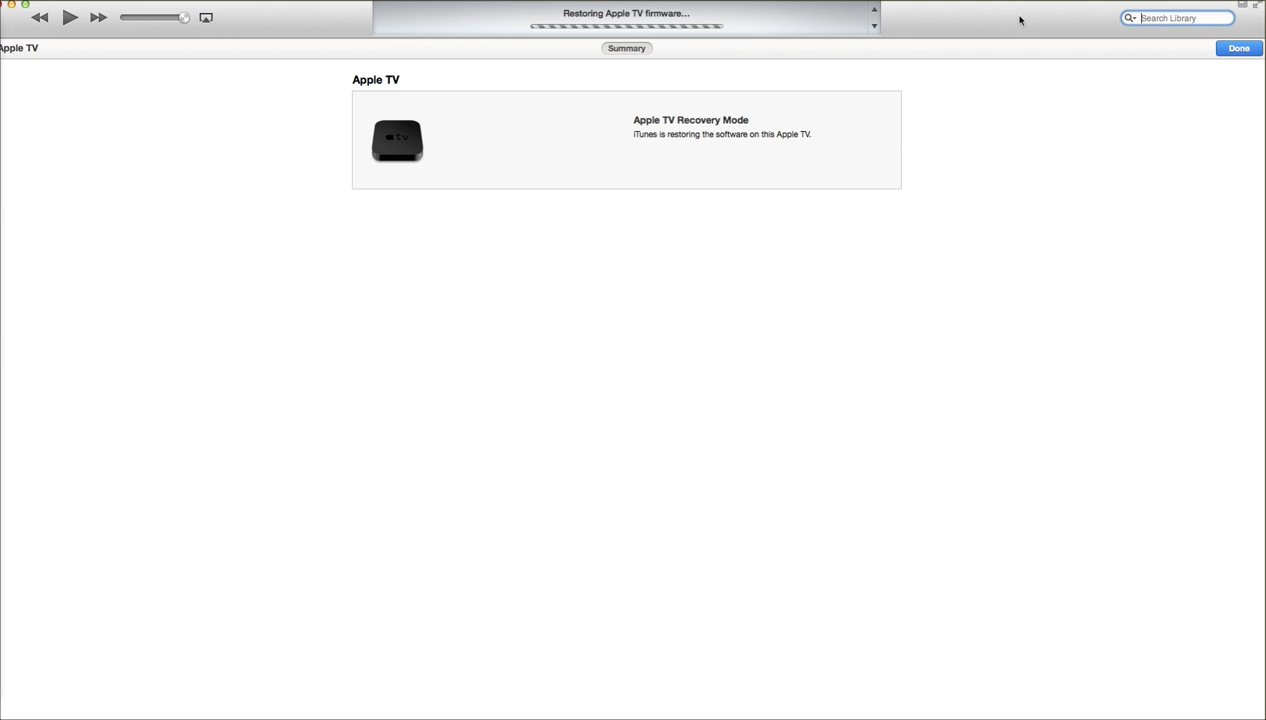 Restoring Apple TV firmware...
Search Library
Apple TV
Summary
Done
Apple TV
tv
Apple TV Recovery Mode
iTunes is restoring the software on this Apple TV.